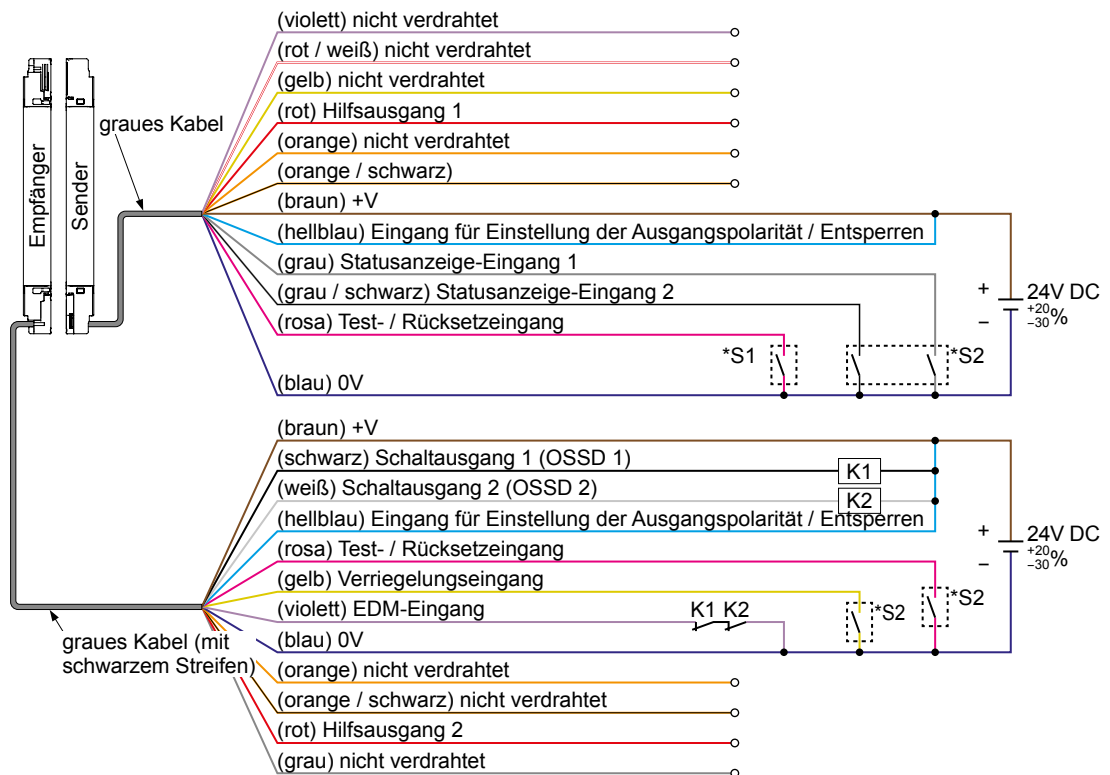 (violett) nicht verdrahtet
(rot / weiß) nicht verdrahtet
(gelb) nicht verdrahtet
(rot) Hilfsausgang 1
(orange) nicht verdrahtet
(orange / schwarz)
(braun) +V
(hellblau) Eingang für Einstellung der Ausgangspolarität / Entsperren
(grau) Statusanzeige-Eingang 1
(grau / schwarz) Statusanzeige-Eingang 2
(rosa) Test- / Rücksetzeingang
(blau) 0V
graues Kabel
Empfänger
Sender
*S1
*S2
+
–
24V DC
+20
–30%
(braun) +V
(schwarz) Schaltausgang 1 (OSSD 1)
(weiß) Schaltausgang 2 (OSSD 2)
(hellblau) Eingang für Einstellung der Ausgangspolarität / Entsperren
(rosa) Test- / Rücksetzeingang
(gelb) Verriegelungseingang
(violett) EDM-Eingang
(blau) 0V
(orange) nicht verdrahtet
(orange / schwarz) nicht verdrahtet
(rot) Hilfsausgang 2
(grau) nicht verdrahtet
K1
K2
K1 K2
*S2
*S2
+
–
24V DC
+20
–30%
graues Kabel (mit
schwarzem Streifen)